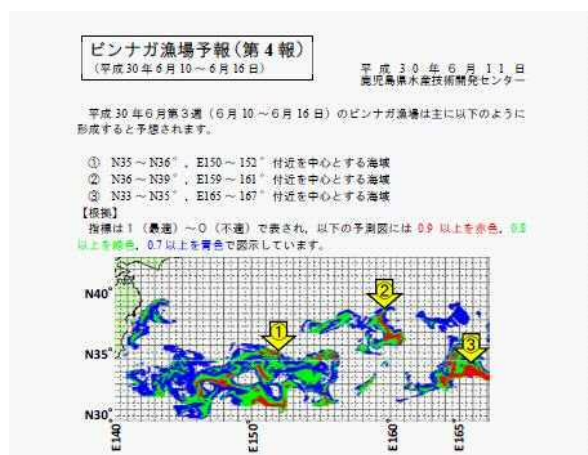 ビンナガ漁場予報(第4報)
(平成30年6月10~6月16日)
平成30年6月11日
鹿児島県水産技術開発センター
平成30年6月第3週(6月10~6月16日)のビンナガ漁場は主に以下のように
形成すると予想されます。
① N35~N36°, E150~152°付近を中心とする海域
② N36~N39°, E159~161°付近を中心とする海域
③ N33~N35°, E165~167°付近を中心とする海域
【根拠】
指標は1(最適)~0(不適)で表され,以下の予測図には0.9以上を赤色,0.8
以上を緑色,0.7以上を青色で図示しています。
②
N40°
①
③
N35°
N30°
E140
E150°
E160°
E165°